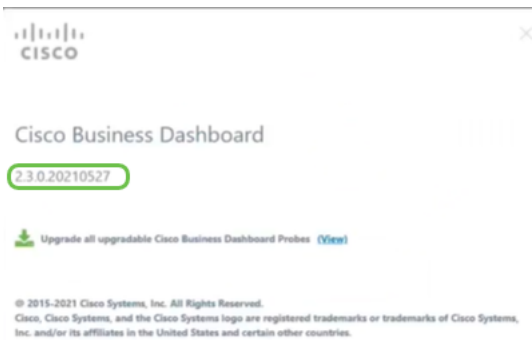 CISCO
Cisco Business Dashboard
2.3.0.20210527
Upgrade all upgradable Cisco Business Dashboard Probes (View)
© 2015-2021 Cisco Systems, Inc. All Rights Reserved.
Cisco, Cisco Systems, and the Cisco Systems logo are registered trademarks or trademarks of Cisco Systems,
Inc. and/or its affiliates in the United States and certain other countries.